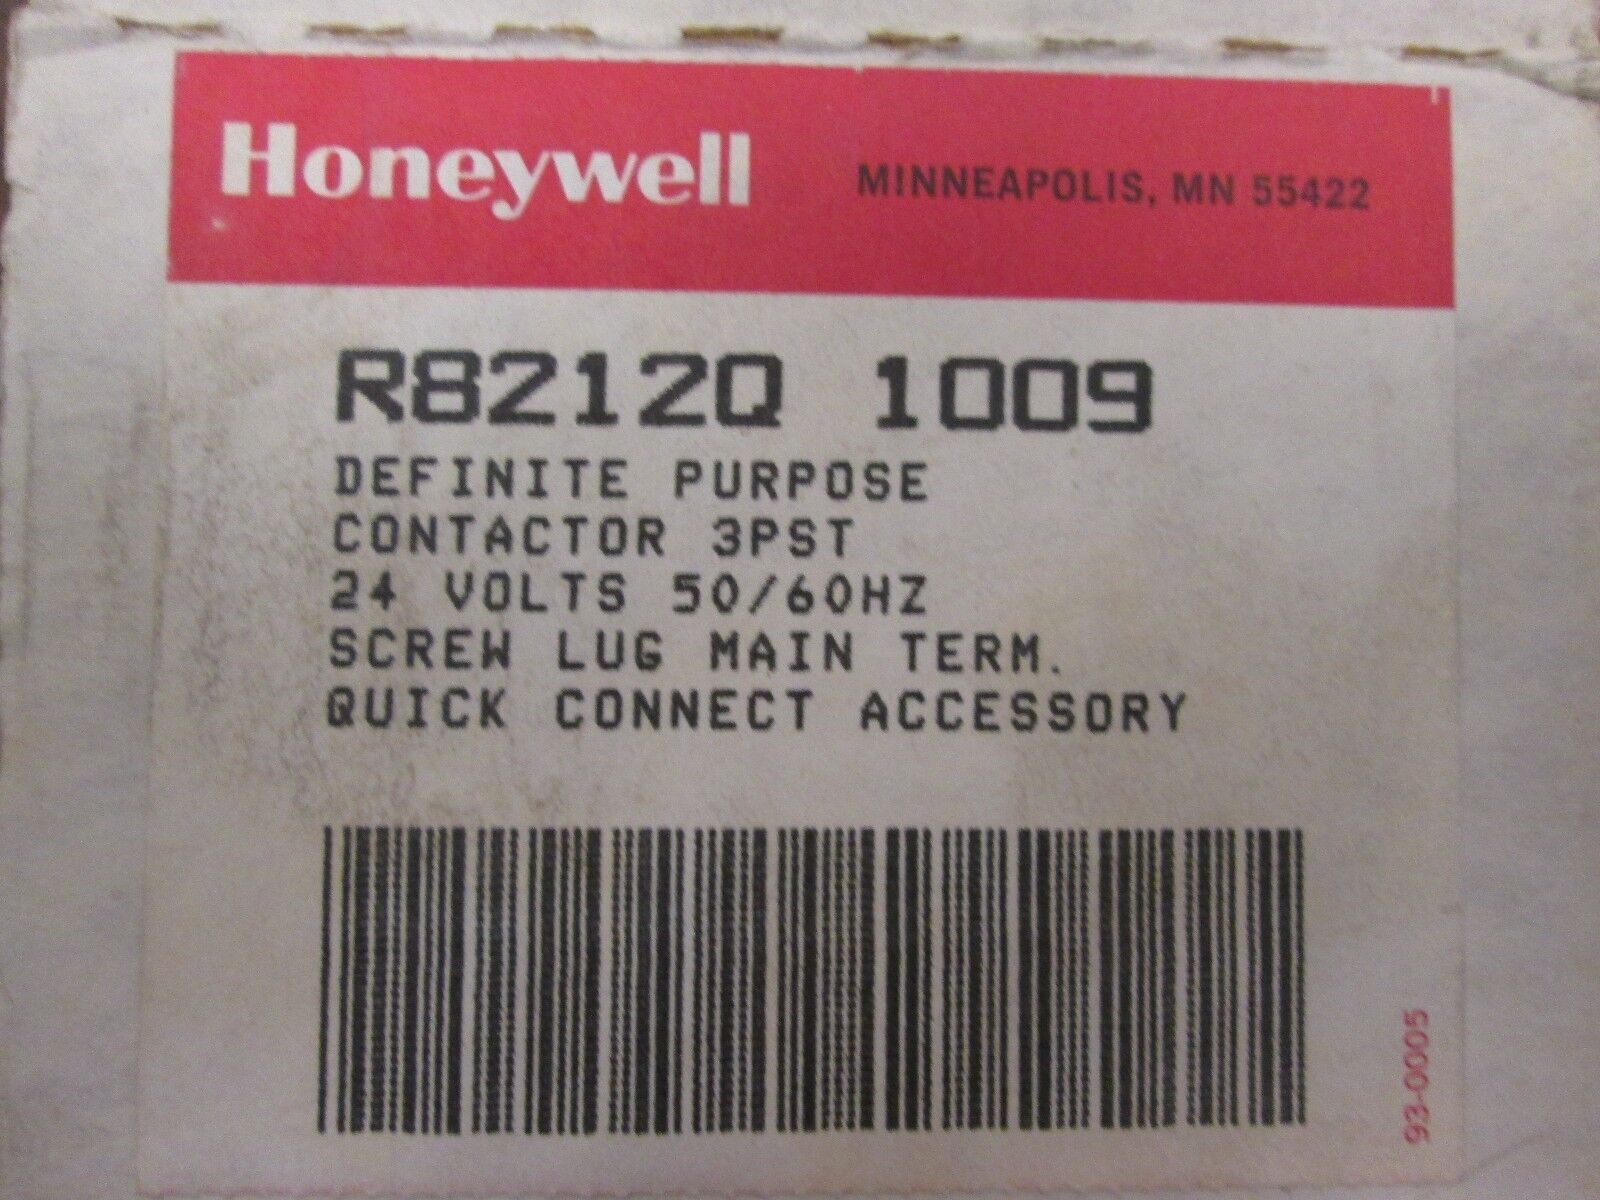 Honeywell MINNEAPOLIS, MN 55422
R8212Q 1009
DEFINITE PURPOSE
CONTACTOR 3PST
24 VOLTS 50/60HZ
SCREW LUG MAIN TERM.
QUICK CONNECT ACCESSORY
93-0005